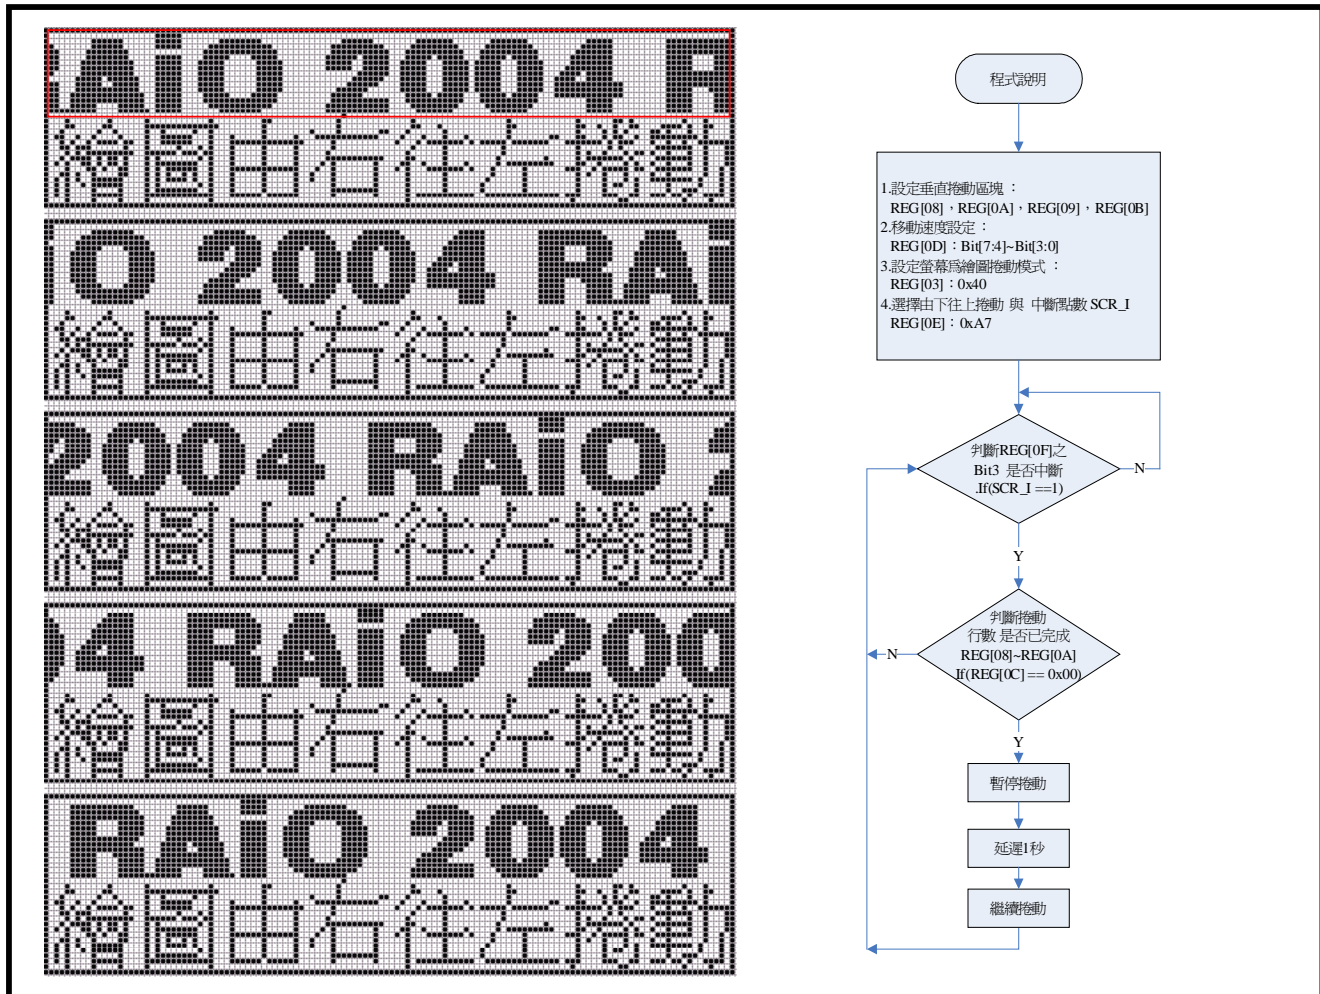 RAiO 2004 R
繪圖由右往左捲動
iO 2004 RAi
繪圖由右往左捲動
2004 RAiO 2
繪圖由右往左捲動
04 RAiO 200
繪圖由右往左捲動
RAiO 2004
繪圖由右往左捲動
程式說明
1.設定垂直捲動區塊：
REG[08]，REG[0A]，REG[09]，REG[0B]
2.移動速度設定：
REG[0D]：Bit[7:4]~Bit[3:0]
3.設定螢幕為繪圖捲動模式：
REG[03]：0x40
4.選擇由下往上捲動 與 中斷點數 SCR_I
REG[0E]：0xA7
判斷REG[0F]之
Bit3 是否中斷
.If(SCR_I ==1)
N
Y
判斷捲動
行數 是否已完成
REG[08]~REG[0A]
If(REG[0C] == 0x00)
N
Y
暫停捲動
延遲1秒
繼續捲動